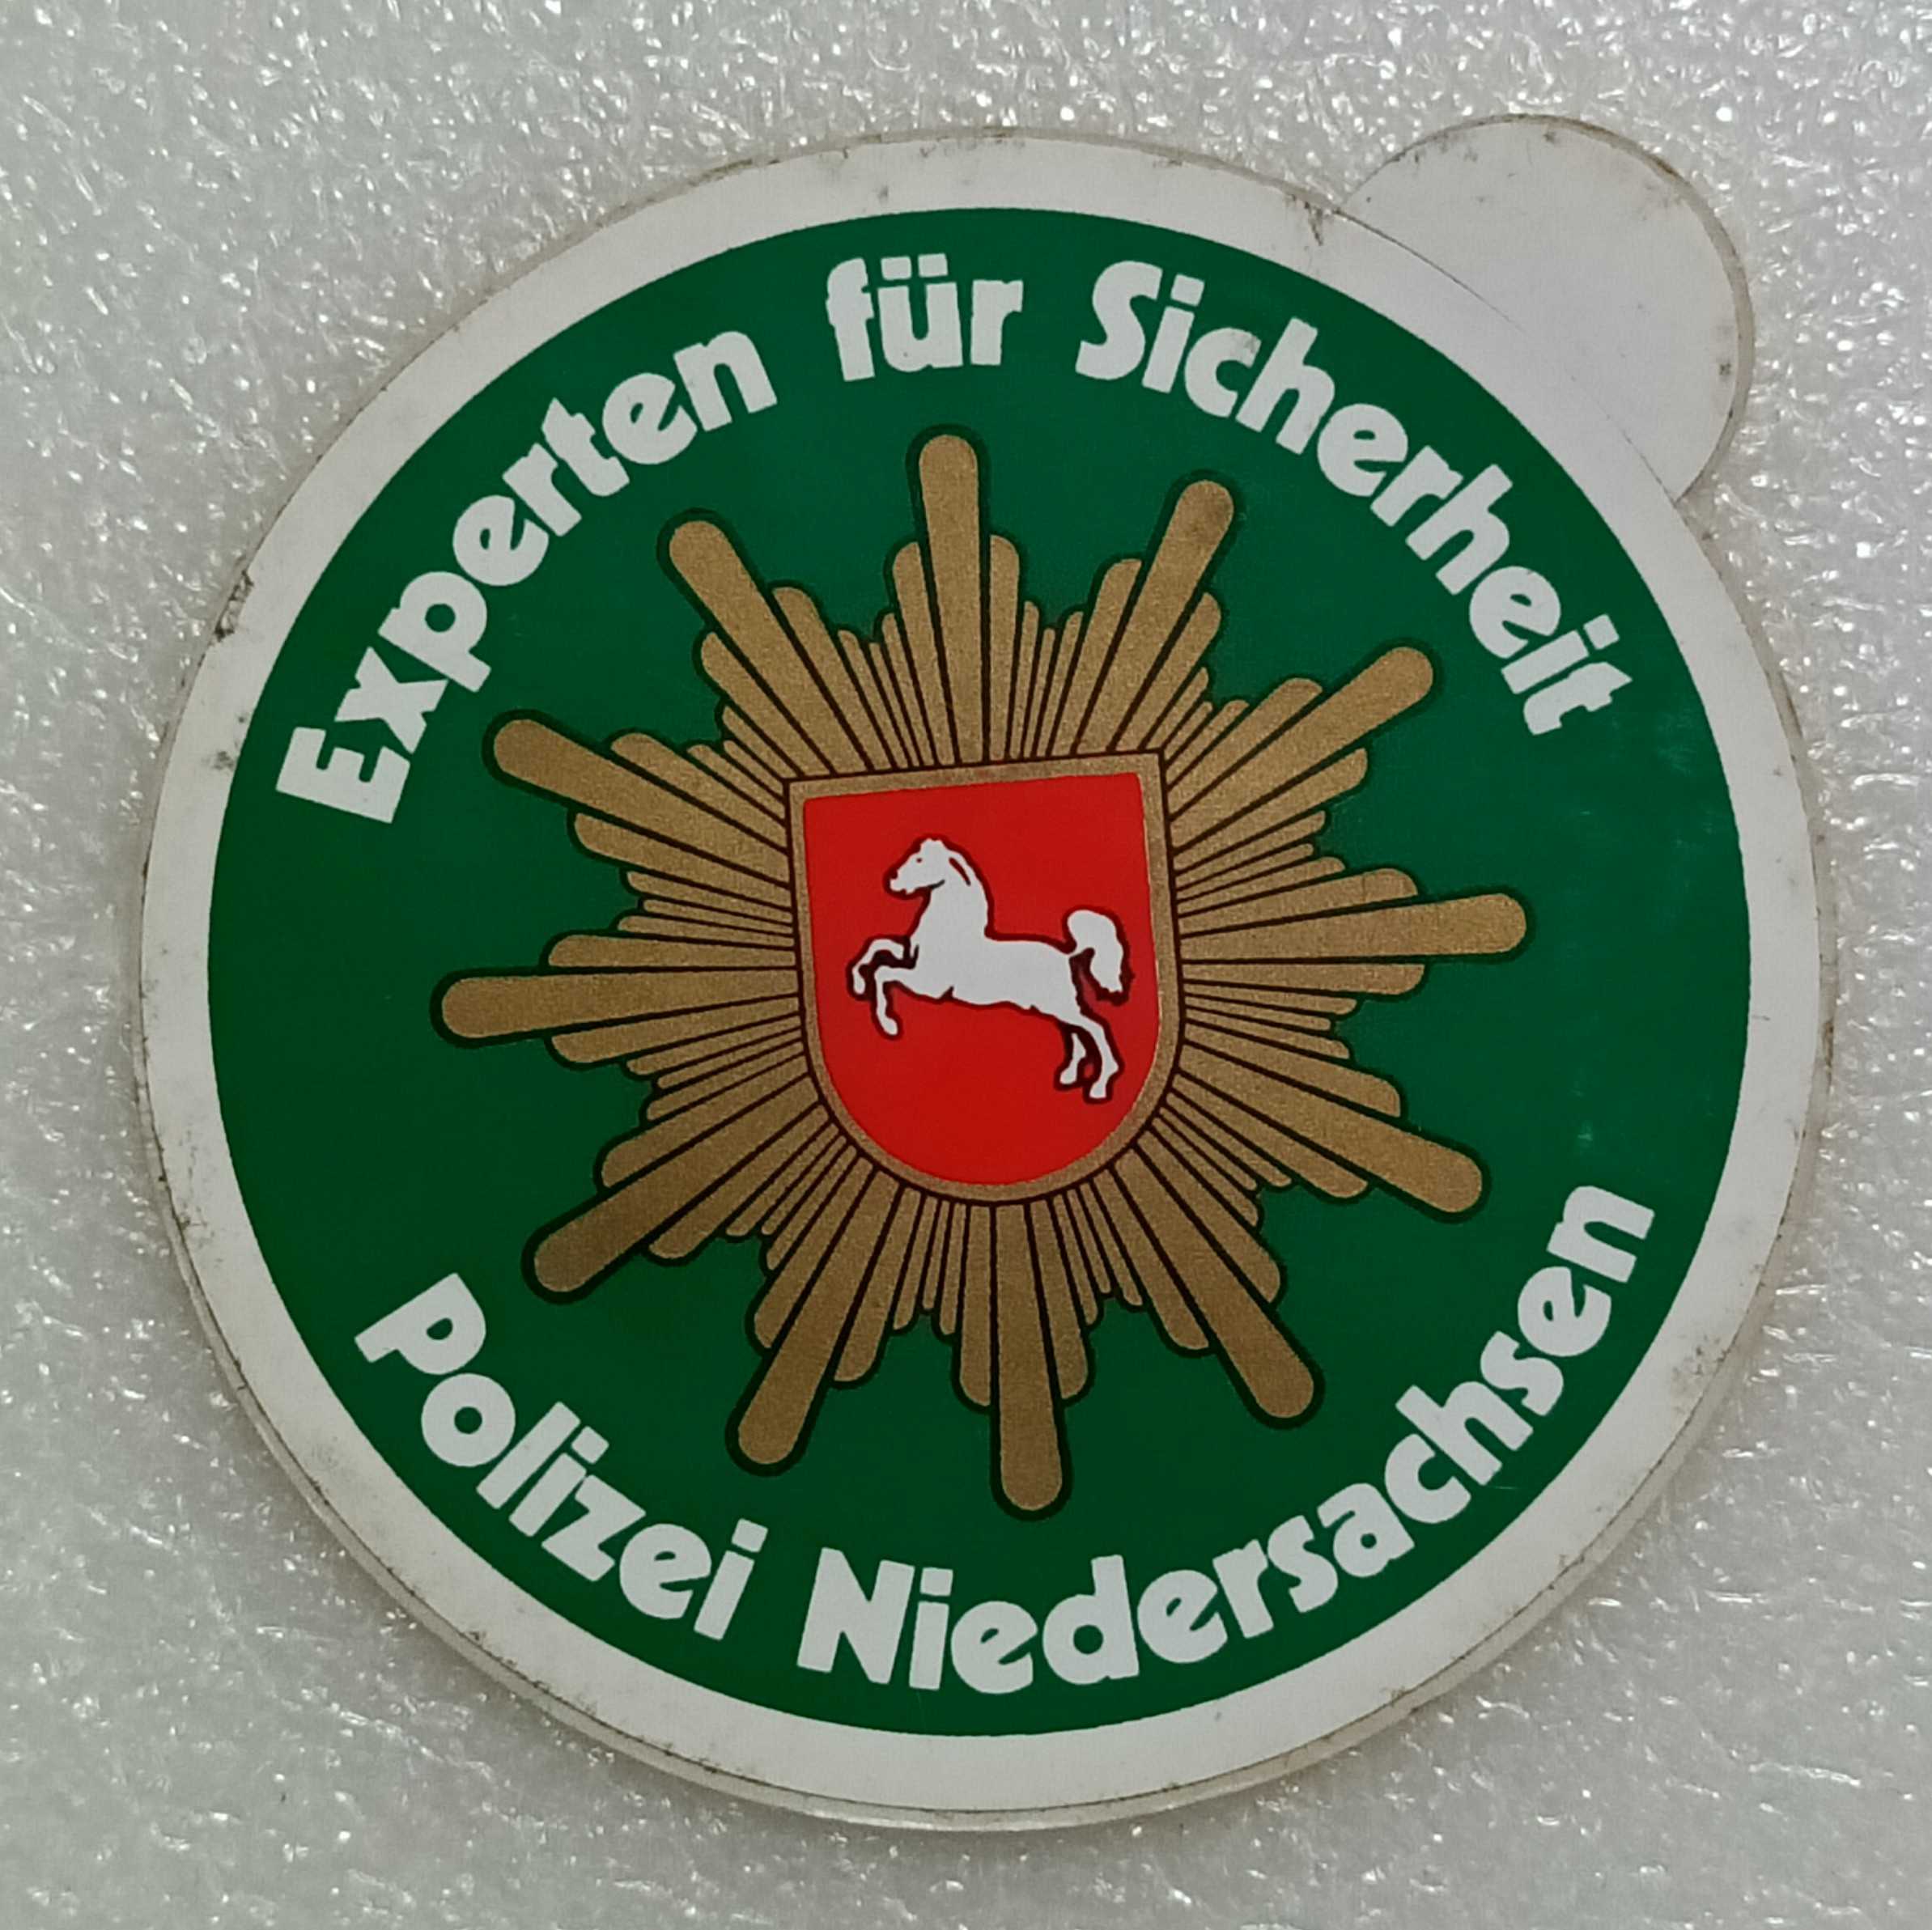 Experten für Sicherheit
Polizei Niedersachsen